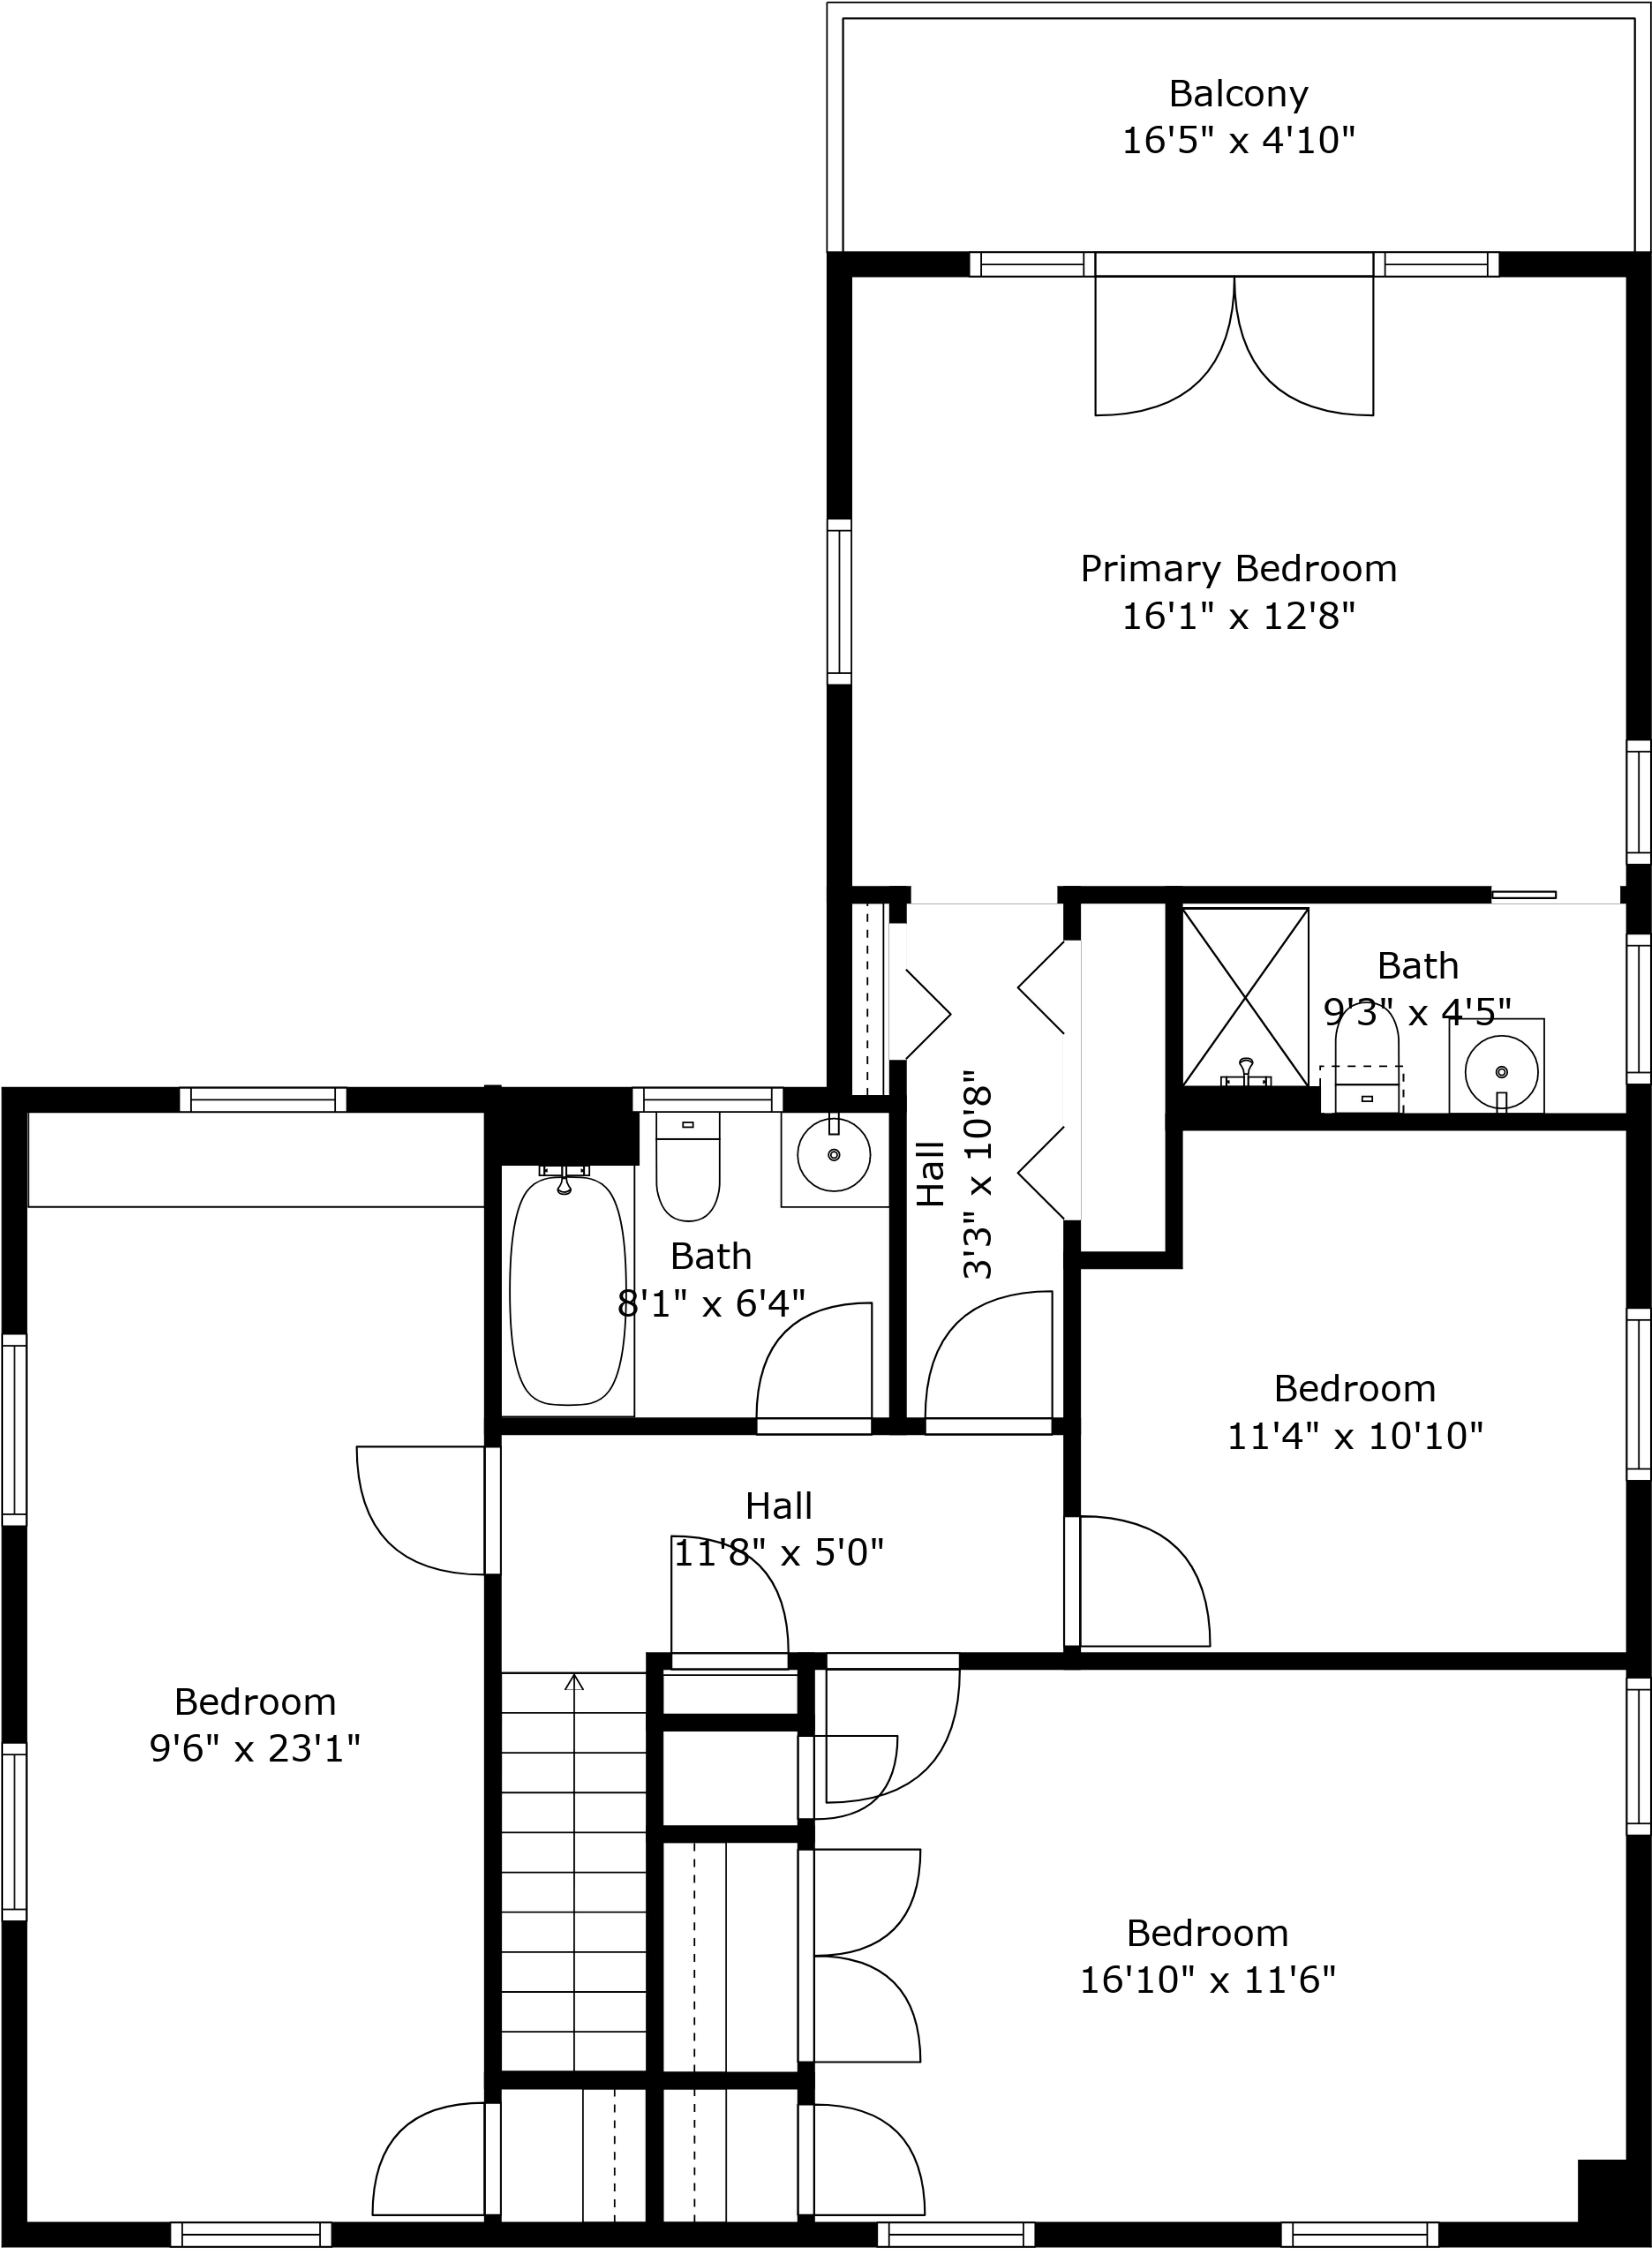 Balcony
16'5" x 4'10"
Primary Bedroom
16'1" x 12'8"
Bath
9'3" x 4'5"
Hall
3'3" x 10'8"
Bath
8'1" x 6'4"
Bedroom
11'4" x 10'10"
Hall
11'8" x 5'0"
Bedroom
9'6" x 23'1"
Bedroom
16'10" x 11'6"